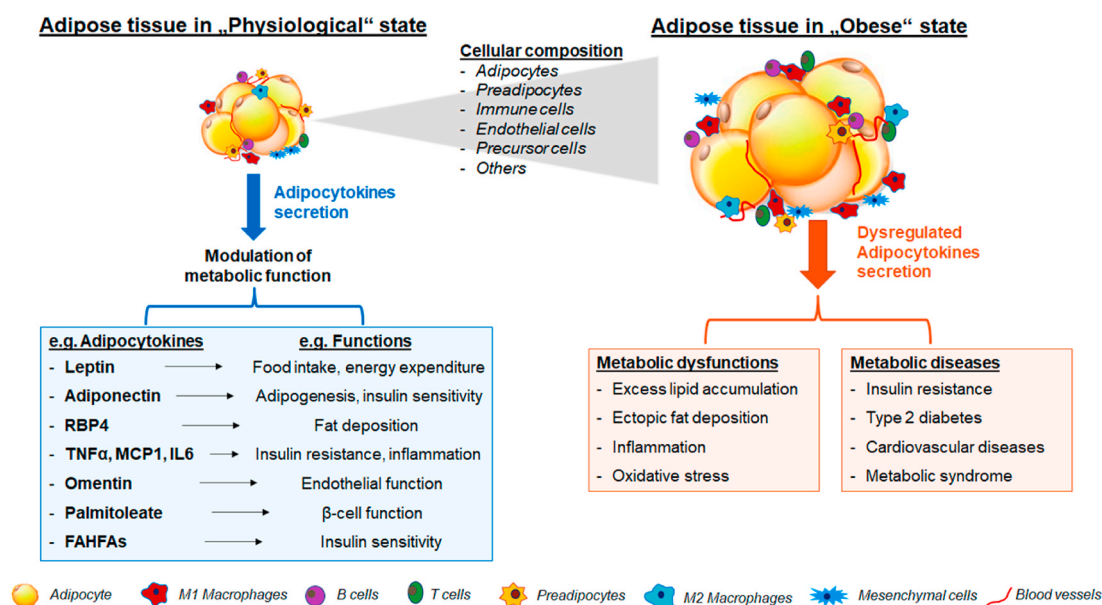 Adipose tissue in „Physiological“ state
Adipose tissue in „Obese“ state
Cellular composition
- Adipocytes
- Preadipocytes
- Immune cells
- Endothelial cells
- Precursor cells
- Others
Adipocytokines
secretion
Modulation of
metabolic function
e.g. Adipocytokines
e.g. Functions
- Leptin
Food intake, energy expenditure
- Adiponectin
Adipogenesis, insulin sensitivity
- RBP4
Fat deposition
- TNFα, MCP1, IL6
Insulin resistance, inflammation
- Omentin
Endothelial function
- Palmitoleate
β-cell function
- FAHFAs
Insulin sensitivity
Dysregulated
Adipocytokines
secretion
Metabolic dysfunctions
- Excess lipid accumulation
- Ectopic fat deposition
- Inflammation
- Oxidative stress
Metabolic diseases
- Insulin resistance
- Type 2 diabetes
- Cardiovascular diseases
- Metabolic syndrome
Adipocyte
M1 Macrophages
B cells
T cells
Preadipocytes
M2 Macrophages
Mesenchymal cells
Blood vessels